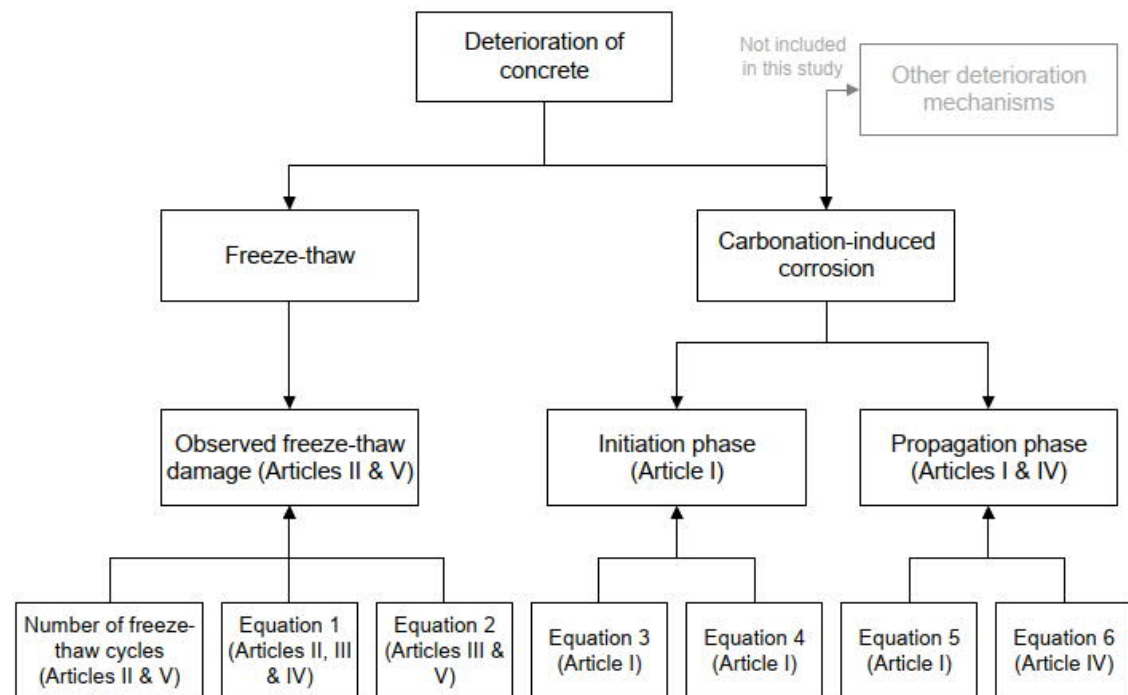 Deterioration of
concrete
Not included
in this study
Other deterioration
mechanisms
Freeze-thaw
Carbonation-induced
corrosion
Observed freeze-thaw
damage (Articles II & V)
Initiation phase
(Article I)
Propagation phase
(Articles I & IV)
Number of freeze-
thaw cycles
(Articles II & V)
Equation 1
(Articles II, III
& IV)
Equation 2
(Articles III &
V)
Equation 3
(Article I)
Equation 4
(Article I)
Equation 5
(Article I)
Equation 6
(Article IV)